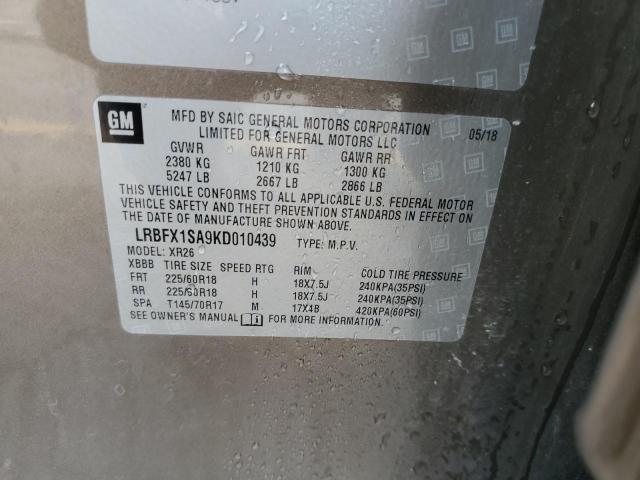 GM
MFD BY SAIC GENERAL MOTORS CORPORATION 05/18
LIMITED FOR GENERAL MOTORS LLC
GVWR GAWR FRT GAWR RR
2380 KG 1210 KG 1300 KG
5247 LB 2667 LB 2866 LB
THIS VEHICLE CONFORMS TO ALL APPLICABLE U.S. FEDERAL MOTOR
VEHICLE SAFETY AND THEFT PREVENTION STANDARDS IN EFFECT ON
THE DATE OF MANUFACTURE SHOWN ABOVE.
LRBFX1SA9KD010439 TYPE: M.P.V.
MODEL: XR26
XBBB TIRE SIZE SPEED RTG RIM COLD TIRE PRESSURE
FRT 225/60R18 H 18X7.5J 240KPA(35PSI)
RR 225/60R18 H 18X7.5J 240KPA(35PSI)
SPA T145/70R17 M 17X4B 420KPA(60PSI)
SEE OWNER'S MANUAL FOR MORE INFORMATION.